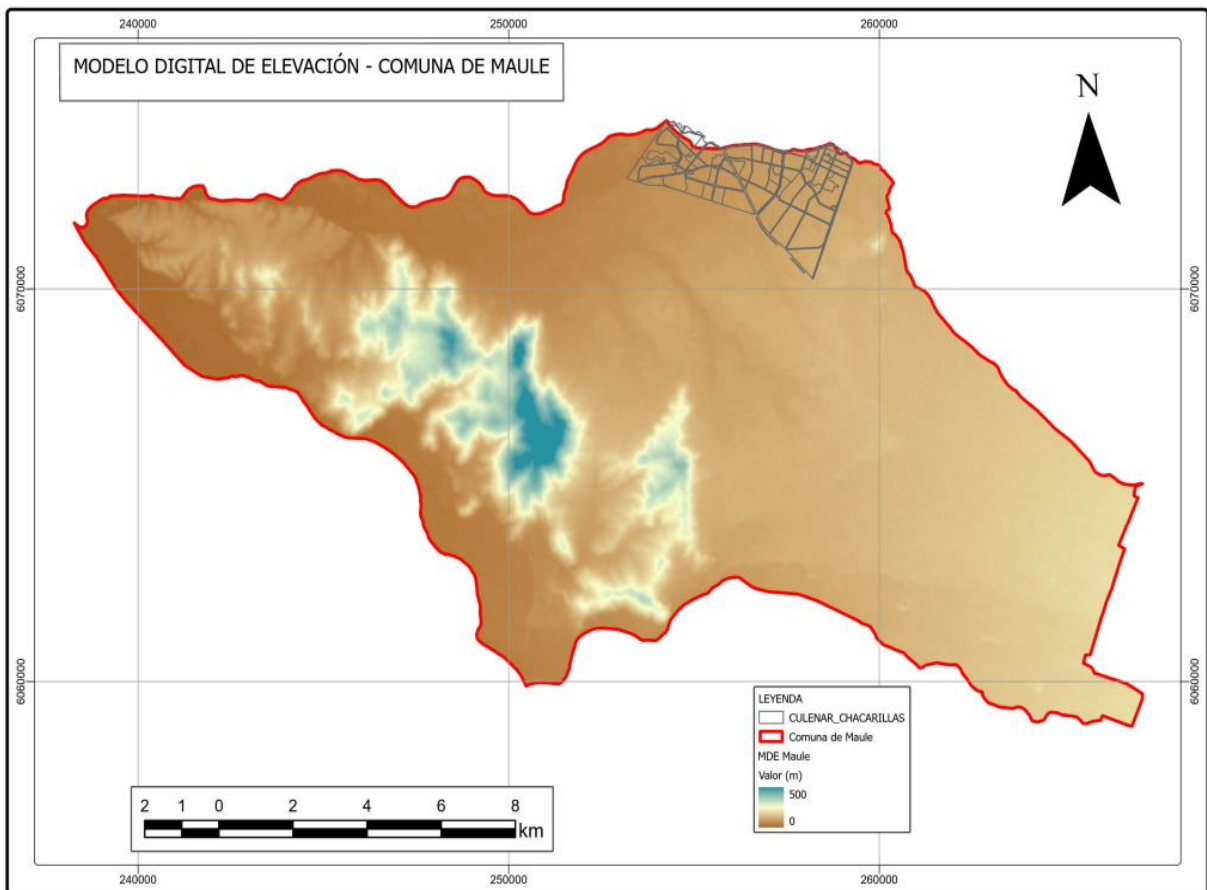 240000 250000 260000
MODELO DIGITAL DE ELEVACIÓN - COMUNA DE MAULE
N
6070000 6070000
6060000 6060000
LEYENDA
CULENAR_CHACARILLAS
Comuna de Maule
MDE Maule
Valor (m)
500
0
2 1 0 2 4 6 8
km
240000 250000 260000